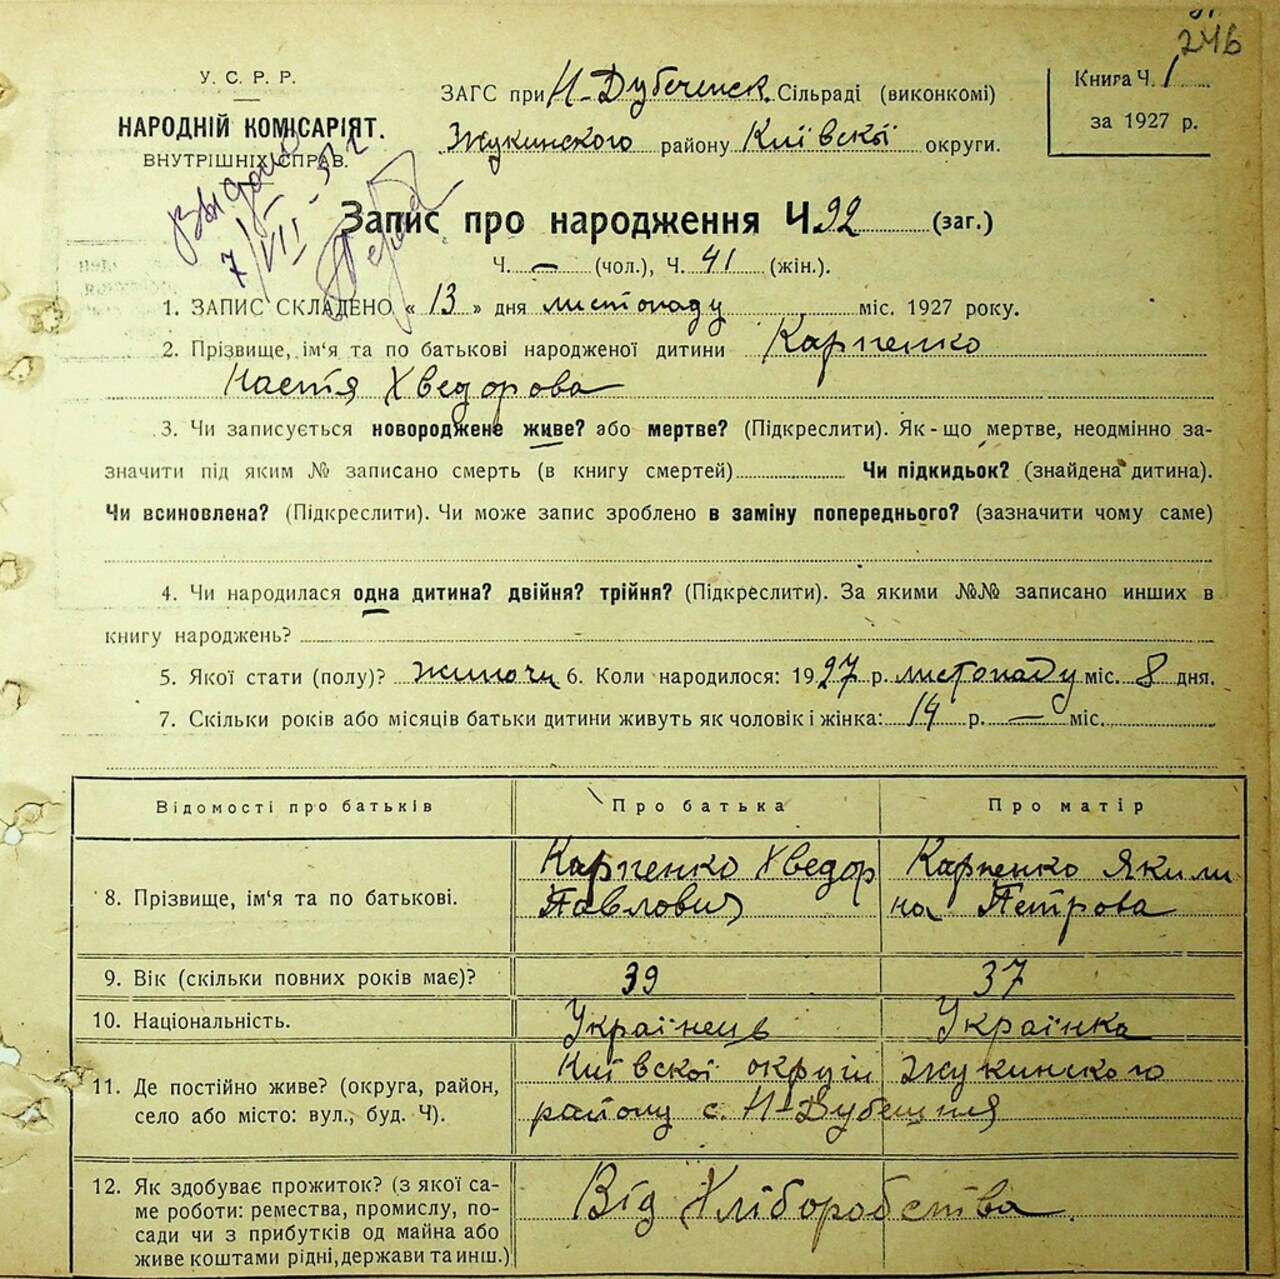 246
У. С. Р. Р.
НАРОДНІЙ КОМІСАРІЯТ.
ВНУТРІШНІХ СПРАВ.
ЗАГС при Н-Дубеченск. Сільраді (виконкомі)
Жукинского району Київскої округи.
Книга Ч. 1
за 1927 р.
7/VII-
Запис про народження Ч. 92 (заг.)
Ч. — (чол.), Ч. 41 (жін.).
1. ЗАПИС СКЛАДЕНО « 13 » дня листопаду міс. 1927 року.
2. Прізвище, ім'я та по батькові народженої дитини Карпенко
Настя Хведорова
3. Чи записується новороджене живе? або мертве? (Підкреслити). Як-що мертве, неодмінно за-
значити під яким № записано смерть (в книгу смертей) Чи підкидьок? (знайдена дитина).
Чи всиновлена? (Підкреслити). Чи може запис зроблено в заміну попереднього? (зазначити чому саме)
4. Чи народилася одна дитина? двійня? трійня? (Підкреслити). За якими №№ записано инших в
книгу народжень?
5. Якої стати (полу)? жиночи 6. Коли народилося: 1927 р. листопаду міс. 8 дня.
7. Скільки років або місяців батьки дитини живуть як чоловік і жінка: 14 р. — міс.
Відомості про батьків Про батька Про матір
8. Прізвище, ім'я та по батькові. Карпенко Хведор Карпенко Якили
Павлович на Петрова
9. Вік (скільки повних років має)? 39 37
10. Національність. Українець Українка
11. Де постійно живе? (округа, район, Київскої округи Жукинского
село або місто: вул., буд. Ч). району с. Н-Дубешня
12. Як здобуває прожиток? (з якої са- Від Хліборобства.
ме роботи: ремества, промислу, по-
сади чи з прибутків од майна або
живе коштами рідні, держави та инш.)